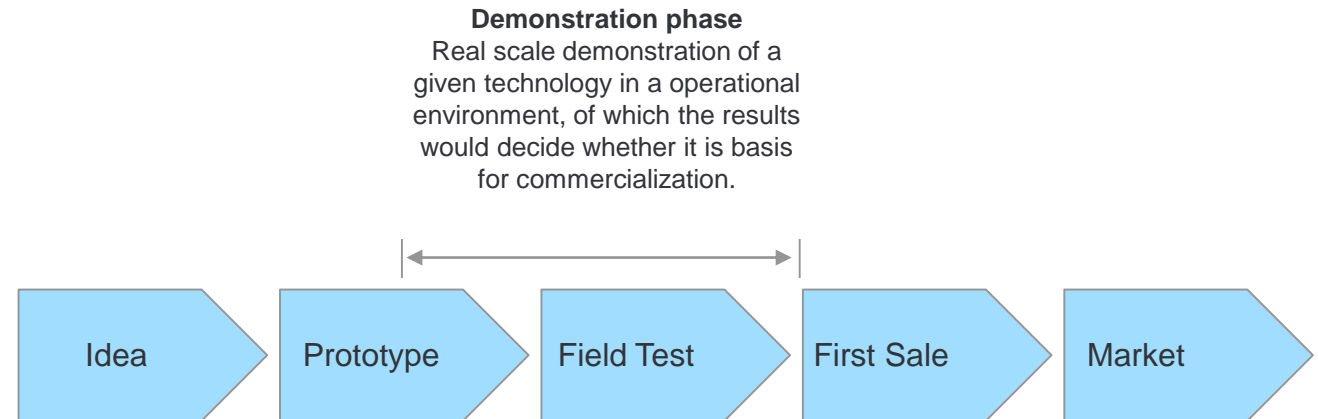 Demonstration phase
Real scale demonstration of a
given technology in a operational
environment, of which the results
would decide whether it is basis
for commercialization.
Idea
Prototype
Field Test
First Sale
Market